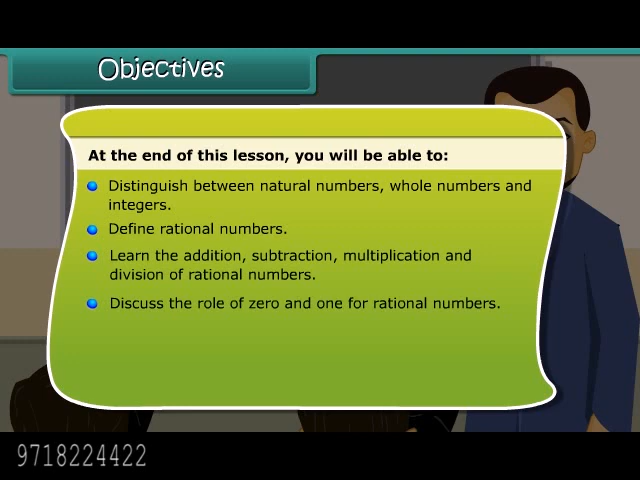 Objectives
At the end of this lesson, you will be able to:
Distinguish between natural numbers, whole numbers and
integers.
Define rational numbers.
Learn the addition, subtraction, multiplication and
division of rational numbers.
Discuss the role of zero and one for rational numbers.
9718224422